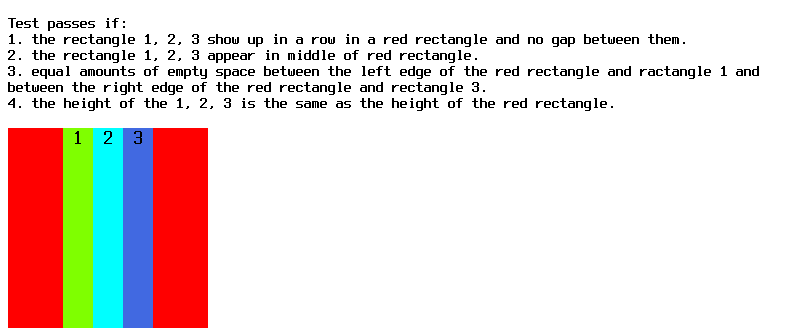 Test passes if:
1. the rectangle 1, 2, 3 show up in a row in a red rectangle and no gap between them.
2. the rectangle 1, 2, 3 appear in middle of red rectangle.
3. equal amounts of empty space between the left edge of the red rectangle and ractangle 1 and
between the right edge of the red rectangle and rectangle 3.
4. the height of the 1, 2, 3 is the same as the height of the red rectangle.
1 2 3